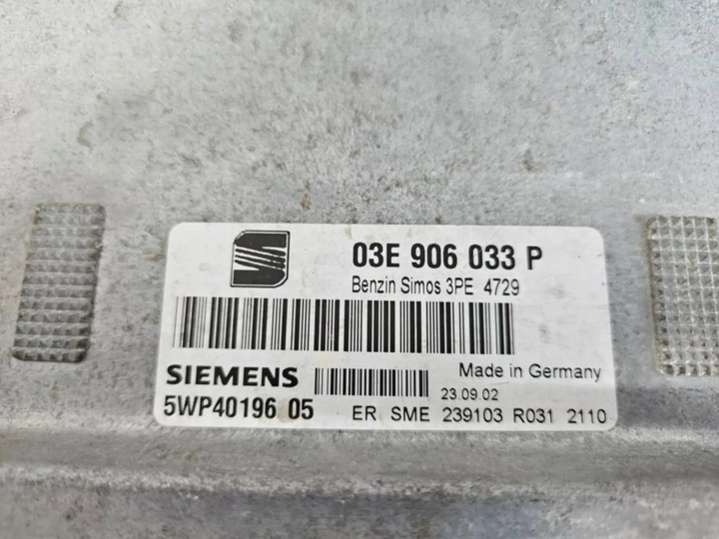 03E 906 033 P
Benzin Simos 3PE 4729
SIEMENS
Made in Germany
23.09.02
5WP40196 05
ER SME 239103 R031 2110